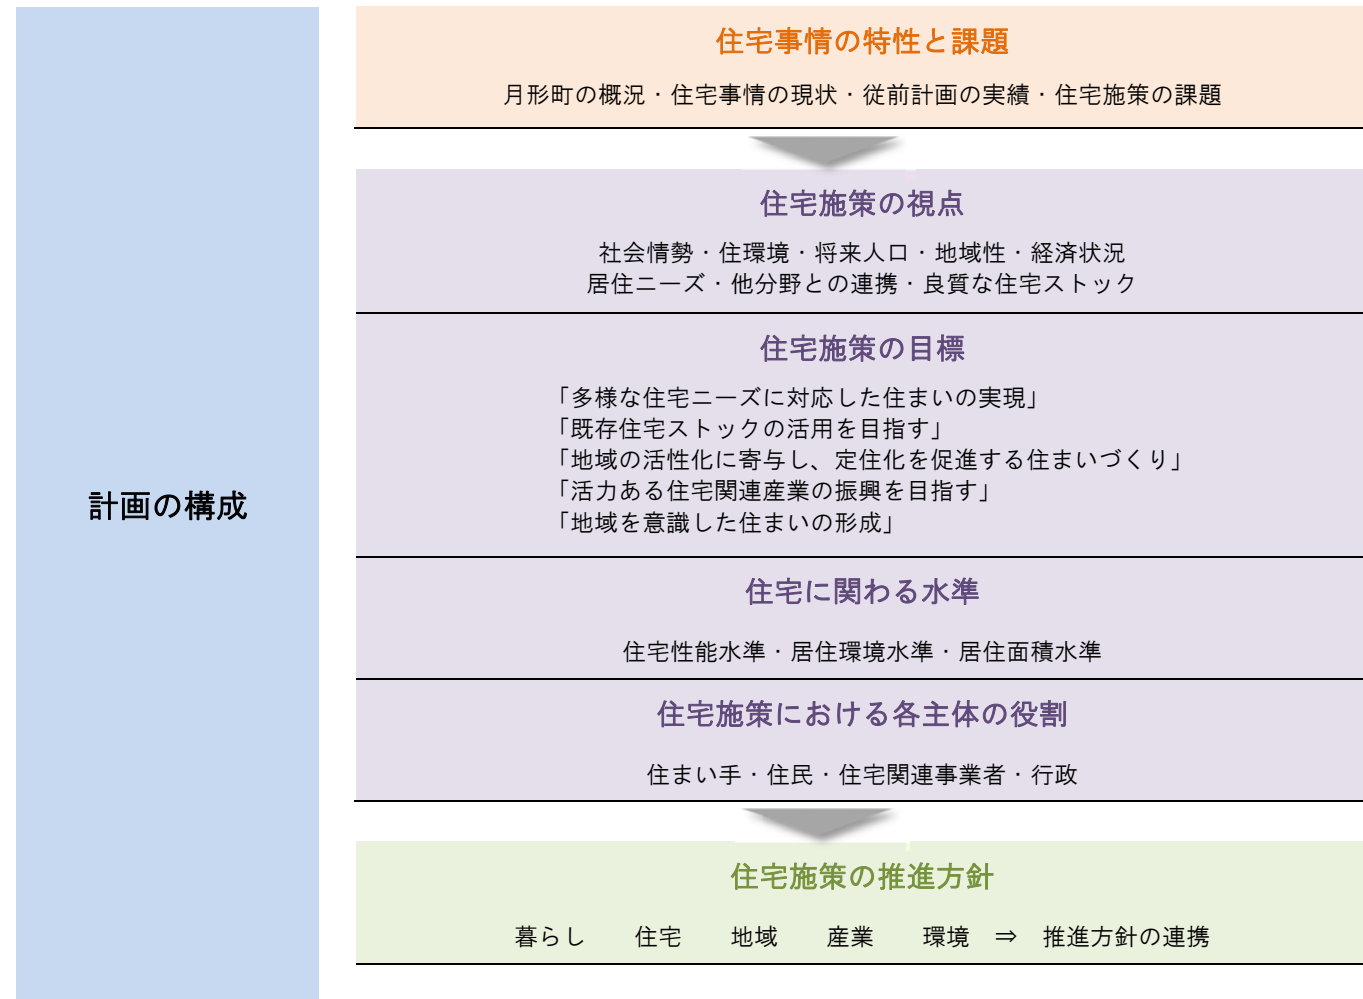 計画の構成
住宅事情の特性と課題
月形町の概況・住宅事情の現状・従前計画の実績・住宅施策の課題
住宅施策の視点
社会情勢・住環境・将来人口・地域性・経済状況
居住ニーズ・他分野との連携・良質な住宅ストック
住宅施策の目標
「多様な住宅ニーズに対応した住まいの実現」
「既存住宅ストックの活用を目指す」
「地域の活性化に寄与し、定住化を促進する住まいづくり」
「活力ある住宅関連産業の振興を目指す」
「地域を意識した住まいの形成」
住宅に関わる水準
住宅性能水準・居住環境水準・居住面積水準
住宅施策における各主体の役割
住まい手・住民・住宅関連事業者・行政
住宅施策の推進方針
暮らし　　住宅　　地域　　産業　　環境　⇒　推進方針の連携